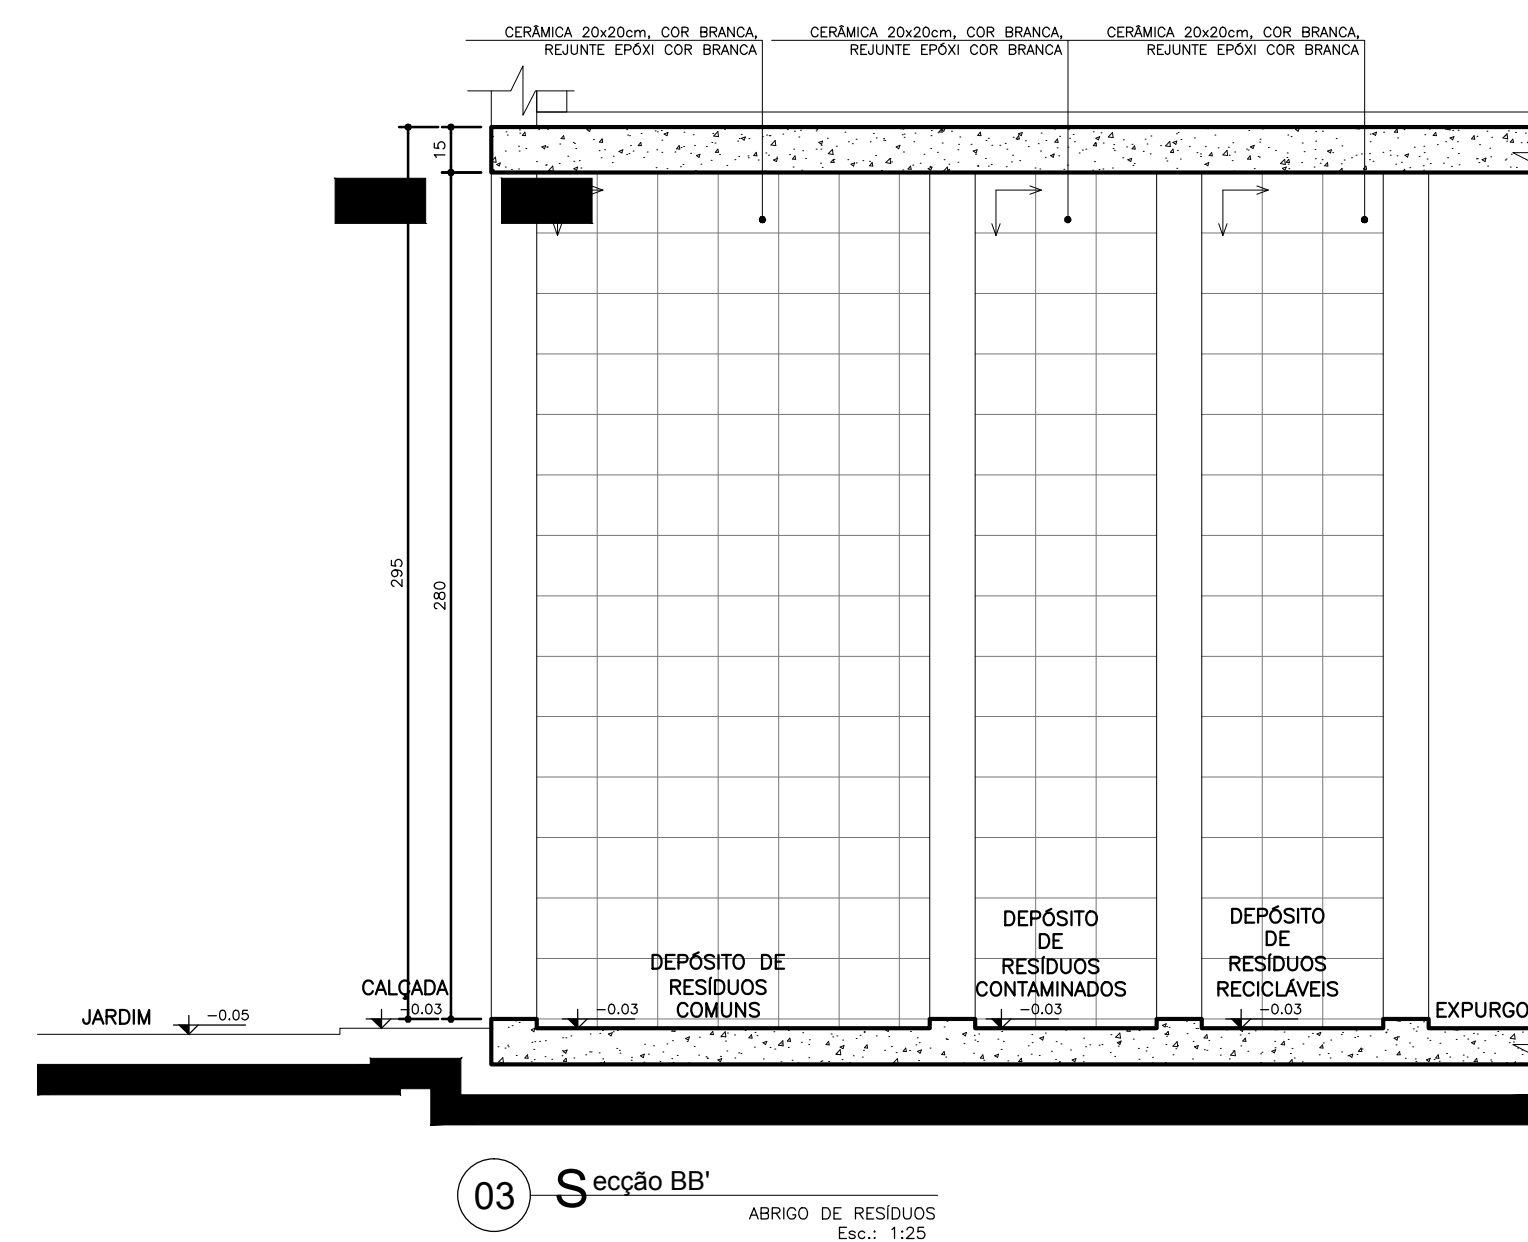 CERÂMICA 20x20cm, COR BRANCA,
REJUNTE EPÓXI COR BRANCA
CERÂMICA 20x20cm, COR BRANCA,
REJUNTE EPÓXI COR BRANCA
CERÂMICA 20x20cm, COR BRANCA,
REJUNTE EPÓXI COR BRANCA
15
295
280
JARDIM
-0.05
CALÇADA
-0.03
DEPÓSITO DE
RESÍDUOS
COMUNS
-0.03
DEPÓSITO
DE
RESÍDUOS
CONTAMINADOS
-0.03
DEPÓSITO
DE
RESÍDUOS
RECICLÁVEIS
-0.03
EXPURGO
03
Secção BB'
ABRIGO DE RESÍDUOS
Esc.: 1:25